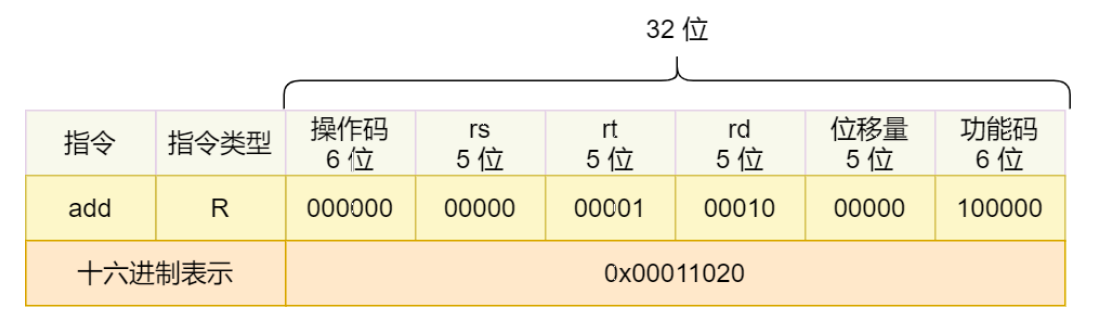 32 位
指令 指令类型 操作码 6 位 rs 5 位 rt 5 位 rd 5 位 位移量 5 位 功能码 6 位
add R 000000 00000 00001 00010 00000 100000
十六进制表示 0x00011020